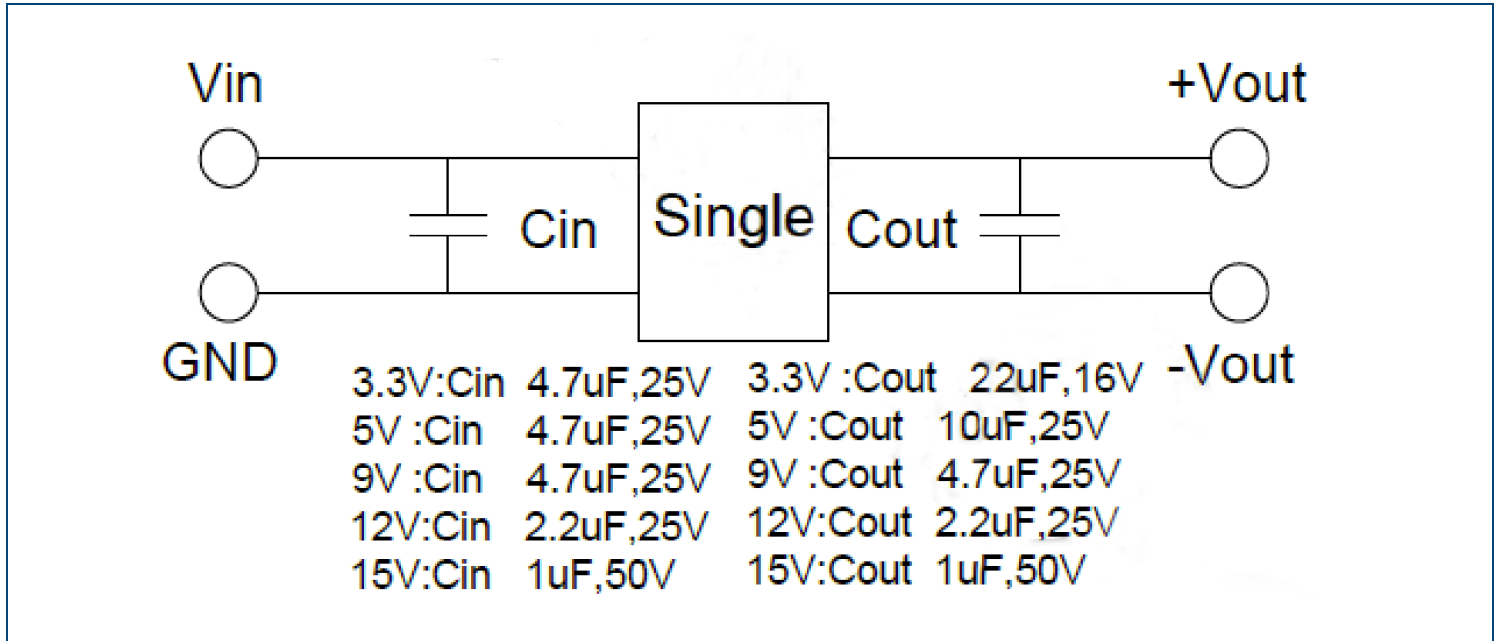 Vin
+Vout
Cin
Single
Cout
GND
-Vout
3.3V:Cin 4.7uF,25V
5V :Cin 4.7uF,25V
9V :Cin 4.7uF,25V
12V:Cin 2.2uF,25V
15V:Cin 1uF,50V
3.3V :Cout 22uF,16V
5V :Cout 10uF,25V
9V :Cout 4.7uF,25V
12V:Cout 2.2uF,25V
15V:Cout 1uF,50V